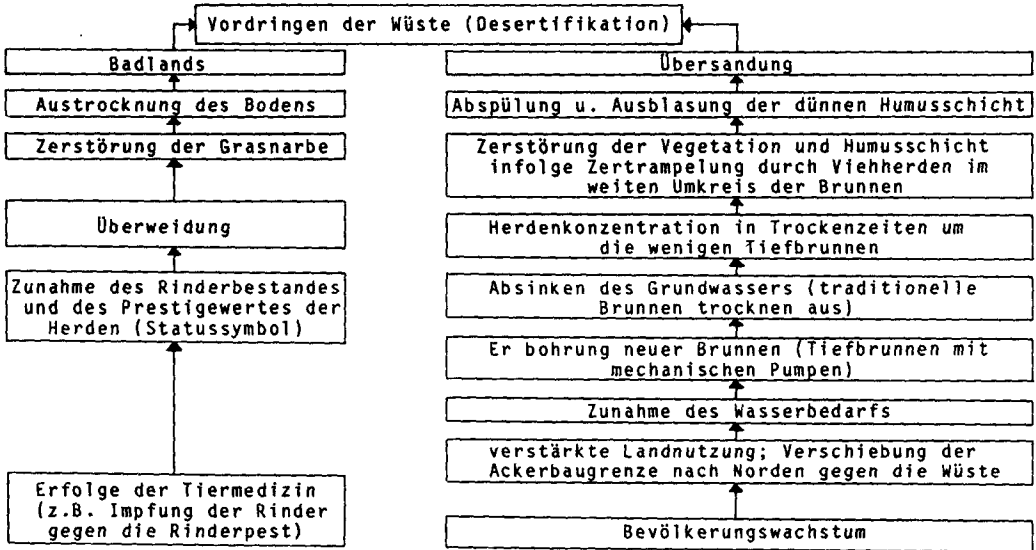 Vordringen der Wüste (Desertifikation)
Badlands
Austrocknung des Bodens
Zerstörung der Grasnarbe
Überweidung
Zunahme des Rinderbestandes
und des Prestigewertes der
Herden (Statussymbol)
Erfolge der Tiermedizin
(z.B. Impfung der Rinder
gegen die Rinderpest)
Übersandung
Abspülung u. Ausblasung der dünnen Humusschicht
Zerstörung der Vegetation und Humusschicht
infolge Zertrampelung durch Viehherden im
weiten Umkreis der Brunnen
Herdenkonzentration in Trockenzeiten um
die wenigen Tiefbrunnen
Absinken des Grundwassers (traditionelle
Brunnen trocknen aus)
Er bohrung neuer Brunnen (Tiefbrunnen mit
mechanischen Pumpen)
Zunahme des Wasserbedarfs
verstärkte Landnutzung; Verschiebung der
Ackerbaugrenze nach Norden gegen die Wüste
Bevölkerungswachstum